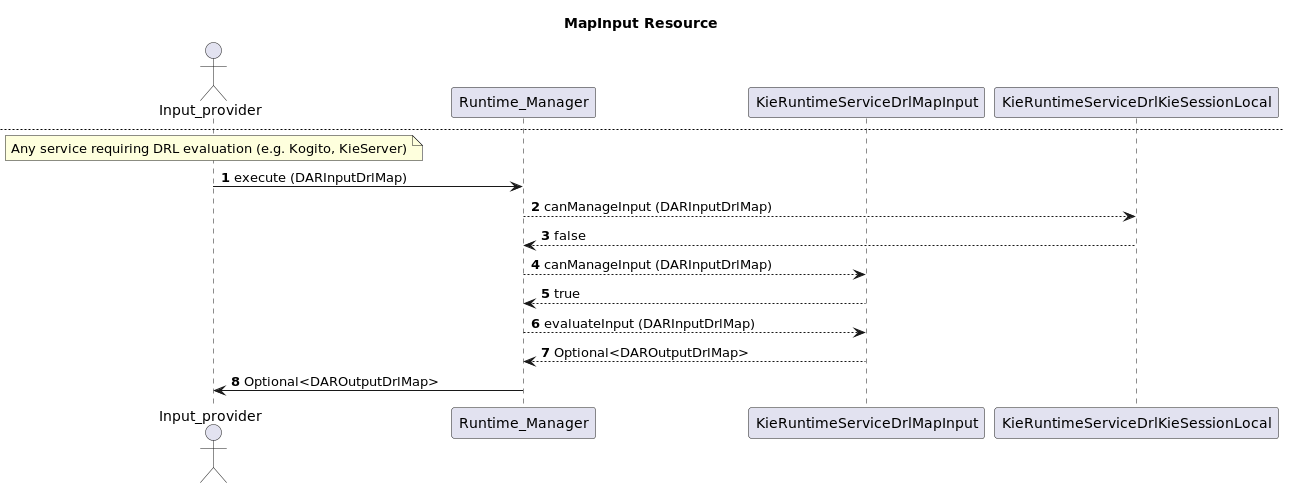 MapInput Resource
Input_provider
Runtime_Manager
KieRuntimeServiceDrlMapInput
KieRuntimeServiceDrlKieSessionLocal
Any service requiring DRL evaluation (e.g. Kogito, KieServer)
1 execute (DARInputDrlMap)
2 canManageInput (DARInputDrlMap)
3 false
4 canManageInput (DARInputDrlMap)
5 true
6 evaluateInput (DARInputDrlMap)
7 Optional<DAROutputDrlMap>
8 Optional<DAROutputDrlMap>
Input_provider
Runtime_Manager
KieRuntimeServiceDrlMapInput
KieRuntimeServiceDrlKieSessionLocal